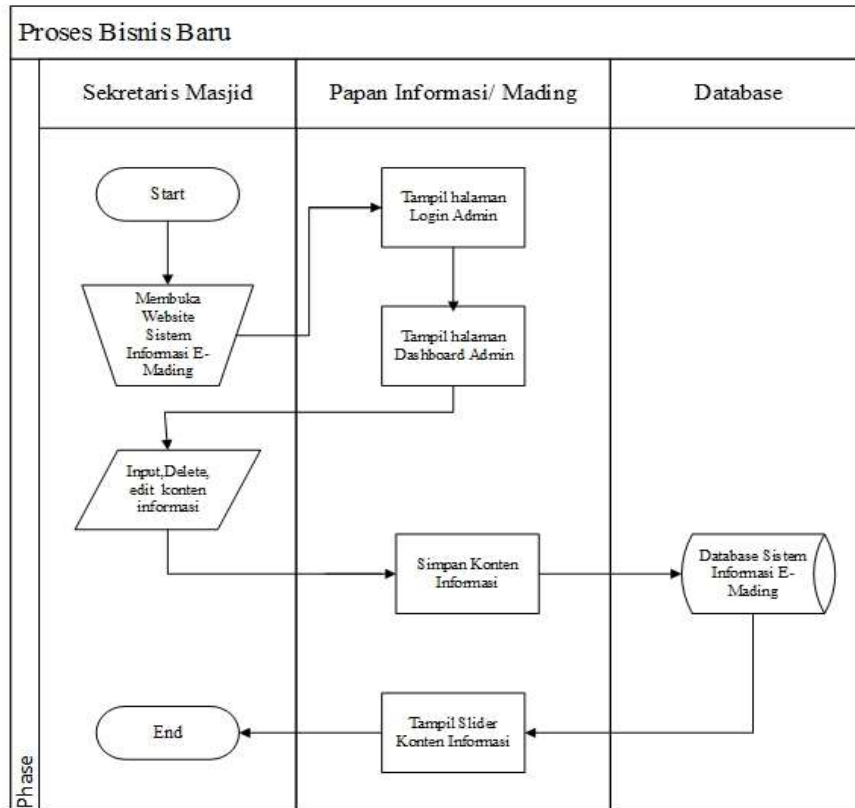 Proses Bisnis Baru
Sekretaris Masjid
Papan Informasi/ Mading
Database
Start
Tampil halaman
Login Admin
Membuka
Website
Sistem
Informasi E-
Mading
Tampil halaman
Dashboard Admin
Input,Delete,
edit konten
informasi
Simpan Konten
Informasi
Database Sistem
Informasi E-
Mading
End
Tampil Slider
Konten Informasi
Phase